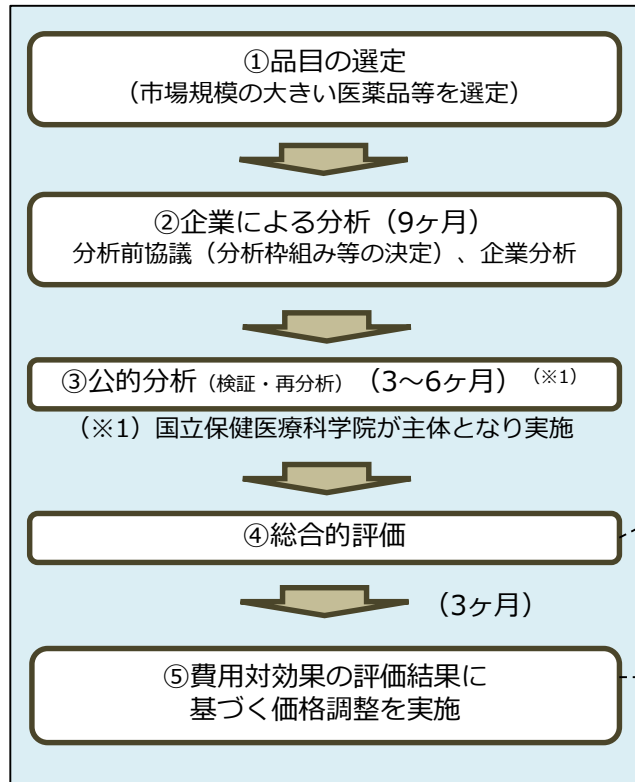 ①品目の選定
（市場規模の大きい医薬品等を選定）
②企業による分析（9ヶ月）
分析前協議（分析枠組み等の決定）、企業分析
③公的分析（検証・再分析）（3～6ヶ月）（※1）
（※1）国立保健医療科学院が主体となり実施
④総合的評価
（3ヶ月）
⑤費用対効果の評価結果に
基づく価格調整を実施